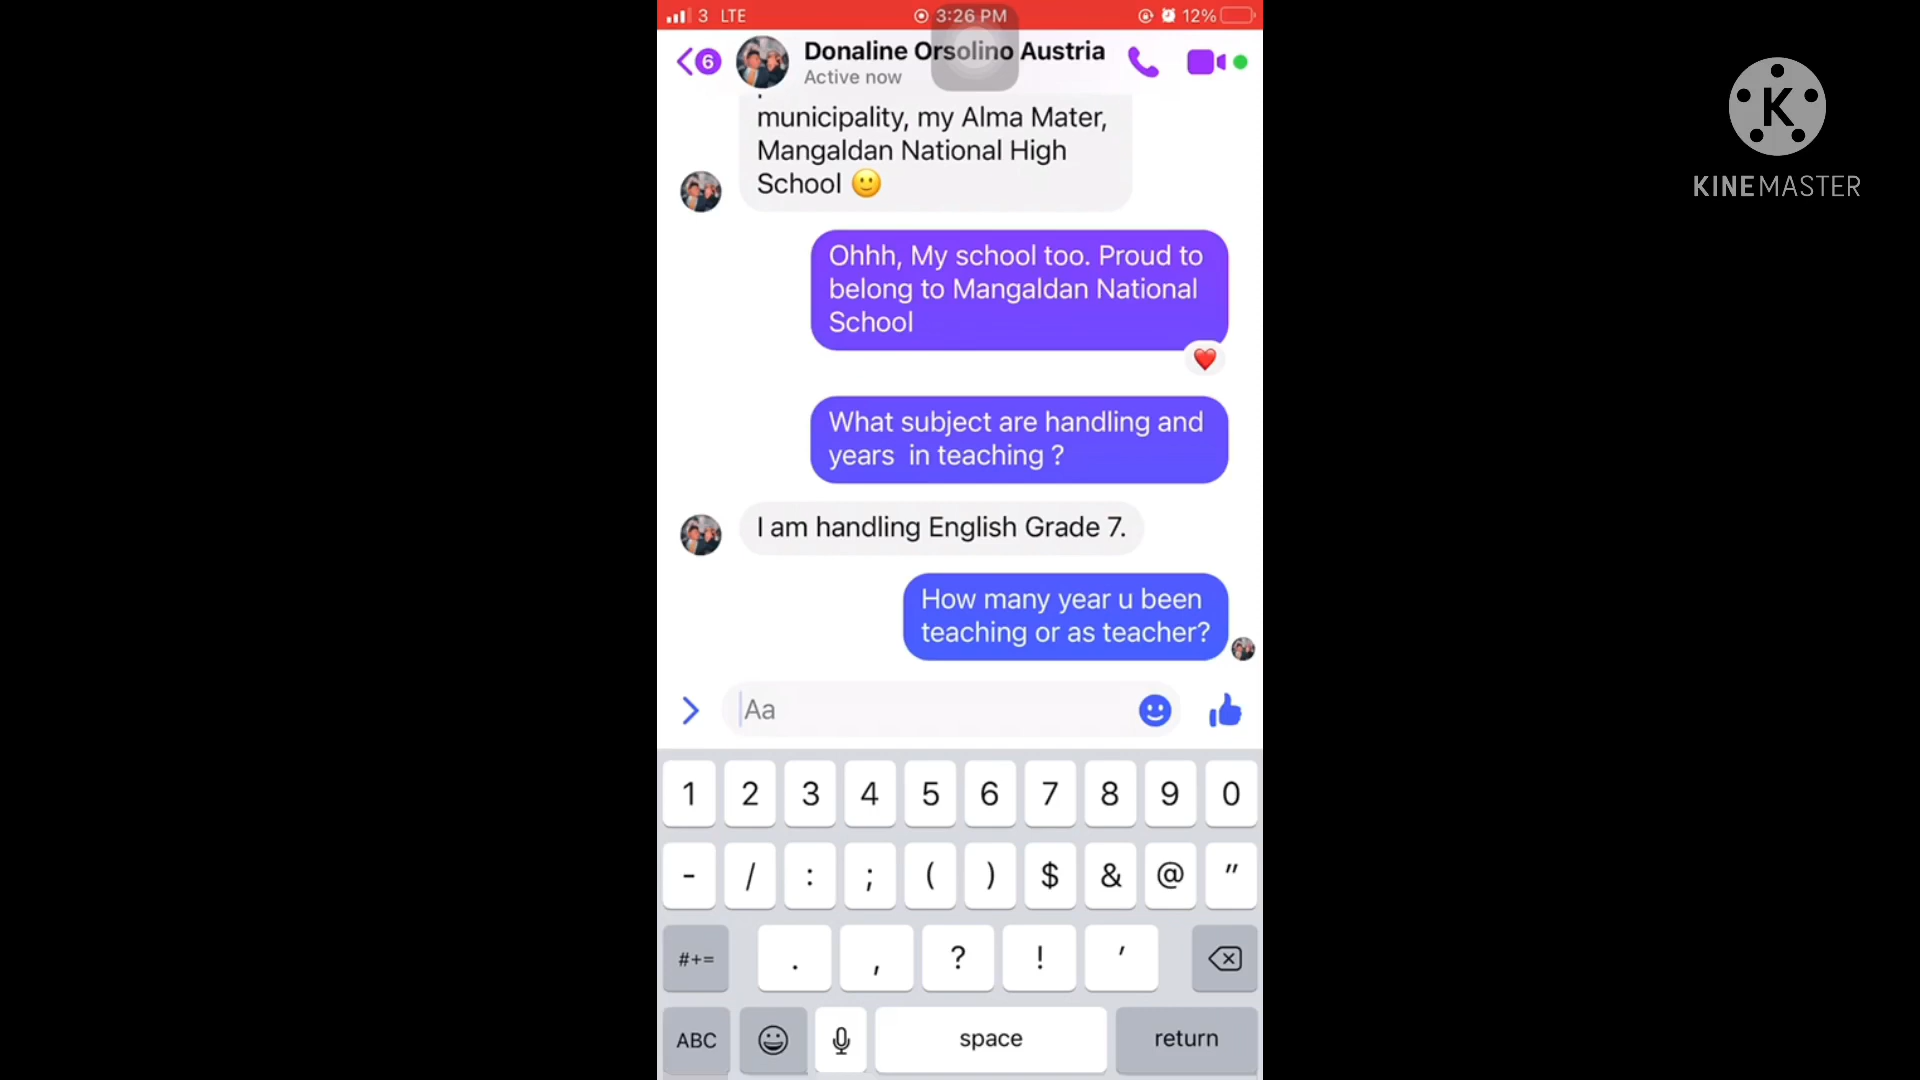 3 LTE
3:26 PM
12%
6
Donaline Orsolino Austria
Active now
municipality, my Alma Mater,
Mangaldan National High
School 🙂
Ohhh, My school too. Proud to
belong to Mangaldan National
School
❤️
What subject are handling and
years  in teaching ?
I am handling English Grade 7.
How many year u been
teaching or as teacher?
Aa
1 2 3 4 5 6 7 8 9 0
- / : ; ( ) $ & @ "
#+= . , ? ! '
ABC space return
K
KINEMASTER